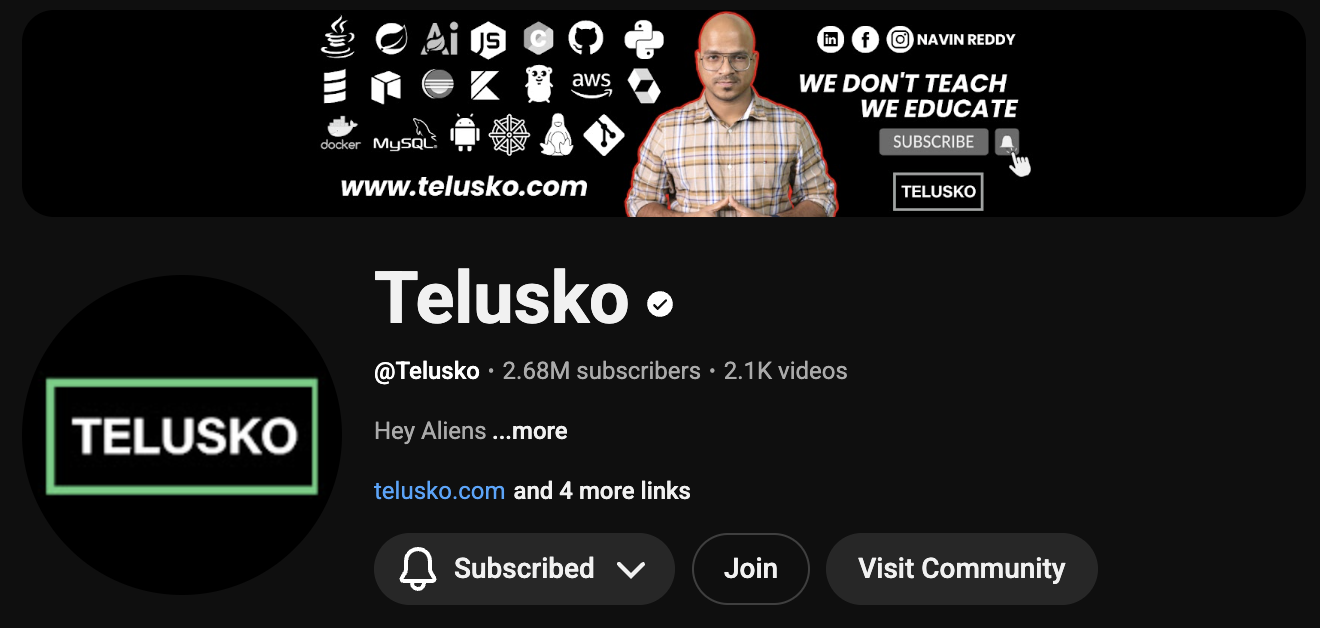 Ai JS C
aws
docker MySQL
www.telusko.com
in f NAVIN REDDY
WE DON'T TEACH
WE EDUCATE
SUBSCRIBE
TELUSKO
TELUSKO
Telusko
@Telusko • 2.68M subscribers • 2.1K videos
Hey Aliens ...more
telusko.com and 4 more links
Subscribed Join Visit Community